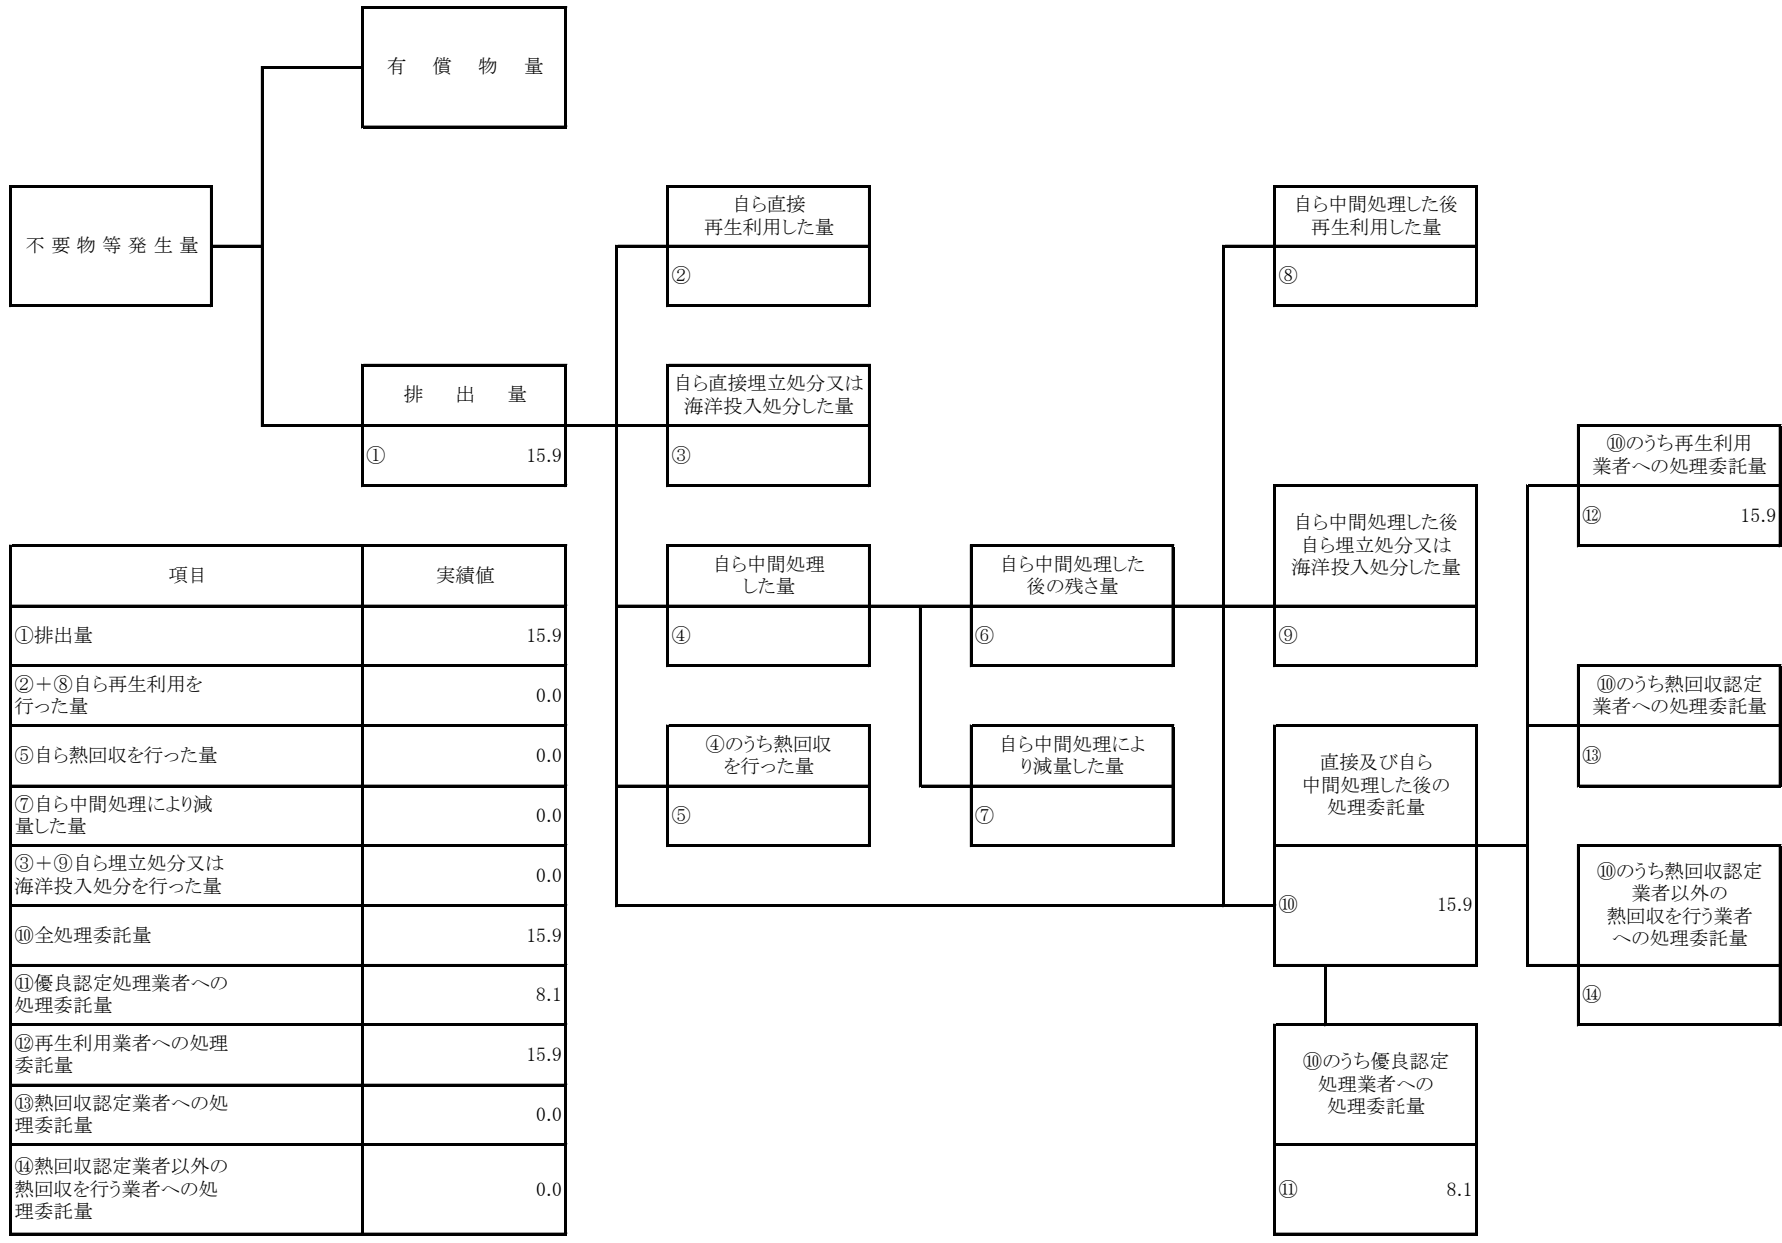 有償物量
不要物等発生量
排出量
① 15.9
自ら直接
再生利用した量
②
自ら直接埋立処分又は
海洋投入処分した量
③
自ら中間処理
した量
④
④のうち熱回収
を行った量
⑤
自ら中間処理した
後の残さ量
⑥
自ら中間処理によ
り減量した量
⑦
自ら中間処理した後
再生利用した量
⑧
自ら中間処理した後
自ら埋立処分又は
海洋投入処分した量
⑨
直接及び自ら
中間処理した後の
処理委託量
⑩ 15.9
⑩のうち優良認定
処理業者への
処理委託量
⑪ 8.1
⑩のうち再生利用
業者への処理委託量
⑫ 15.9
⑩のうち熱回収認定
業者への処理委託量
⑬
⑩のうち熱回収認定
業者以外の
熱回収を行う業者
への処理委託量
⑭
項目 実績値
①排出量 15.9
②+⑧自ら再生利用を
行った量 0.0
⑤自ら熱回収を行った量 0.0
⑦自ら中間処理により減
量した量 0.0
③+⑨自ら埋立処分又は
海洋投入処分を行った量 0.0
⑩全処理委託量 15.9
⑪優良認定処理業者への
処理委託量 8.1
⑫再生利用業者への処理
委託量 15.9
⑬熱回収認定業者への処
理委託量 0.0
⑭熱回収認定業者以外の
熱回収を行う業者への処
理委託量 0.0